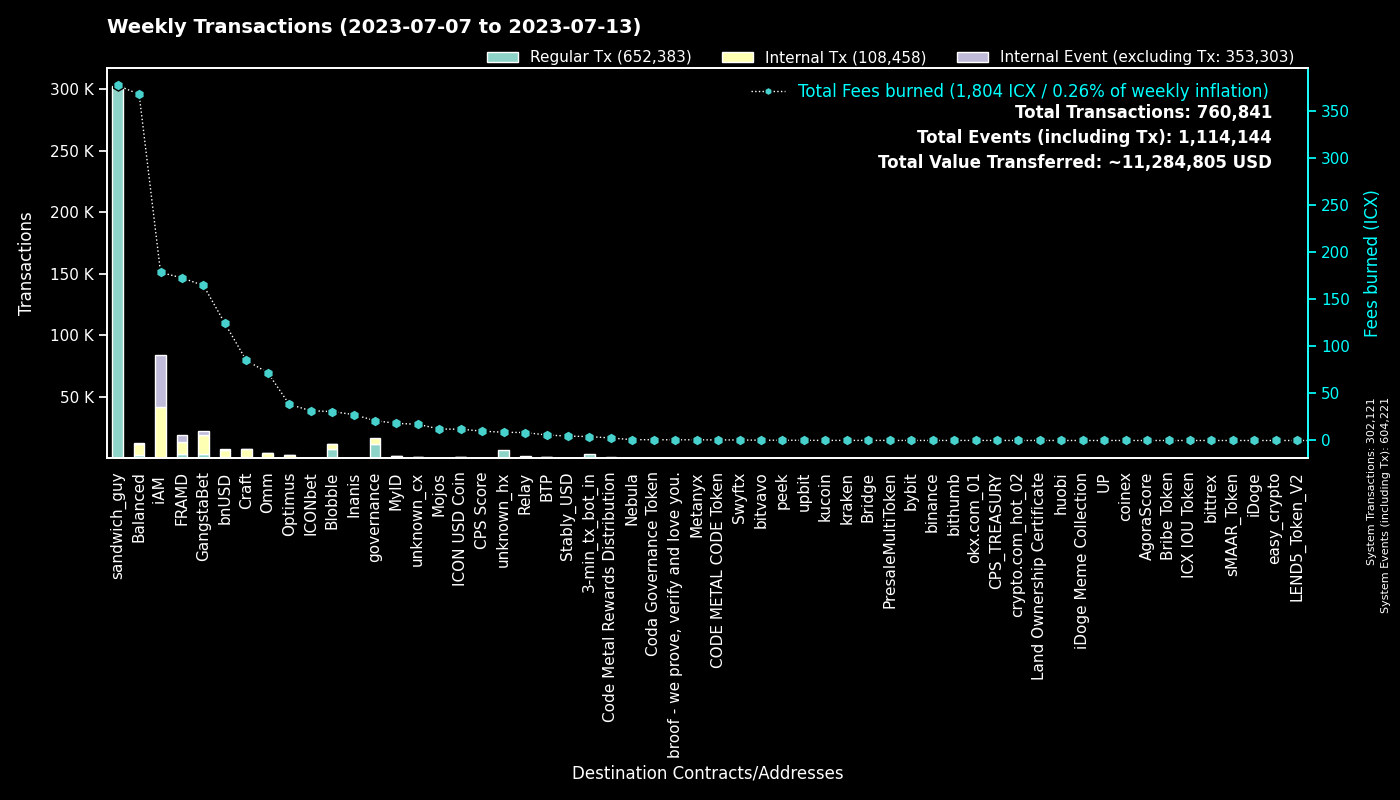 Weekly Transactions (2023-07-07 to 2023-07-13)
Regular Tx (652,383)
Internal Tx (108,458)
Internal Event (excluding Tx: 353,303)
Total Fees burned (1,804 ICX / 0.26% of weekly inflation)
Total Transactions: 760,841
Total Events (including Tx): 1,114,144
Total Value Transferred: ~11,284,805 USD
Transactions
300 K
250 K
200 K
150 K
100 K
50 K
350
300
250
200
150
100
50
0
Fees burned (ICX)
System Transactions: 302,121
System Events (including Tx): 604,221
sandwich_guy
Balanced
iAM
FRAMD
GangstaBet
bnUSD
Craft
Omm
Optimus
ICONbet
Blobble
Inanis
governance
MyID
unknown_cx
Mojos
ICON USD Coin
CPS Score
unknown_hx
Relay
BTP
Stably_USD
3-min_tx_bot_in
Code Metal Rewards Distribution
Nebula
Coda Governance Token
broof - we prove, verify and love you.
Metanyx
CODE METAL CODE Token
Swyftx
bitvavo
peek
upbit
kucoin
kraken
Bridge
PresaleMultiToken
bybit
binance
bithumb
okx.com_01
CPS_TREASURY
crypto.com_hot_02
Land Ownership Certificate
huobi
iDoge Meme Collection
UP
coinex
AgoraScore
Bribe Token
ICX IOU Token
bittrex
sMAAR_Token
iDoge
easy_crypto
LEND5_Token_V2
Destination Contracts/Addresses